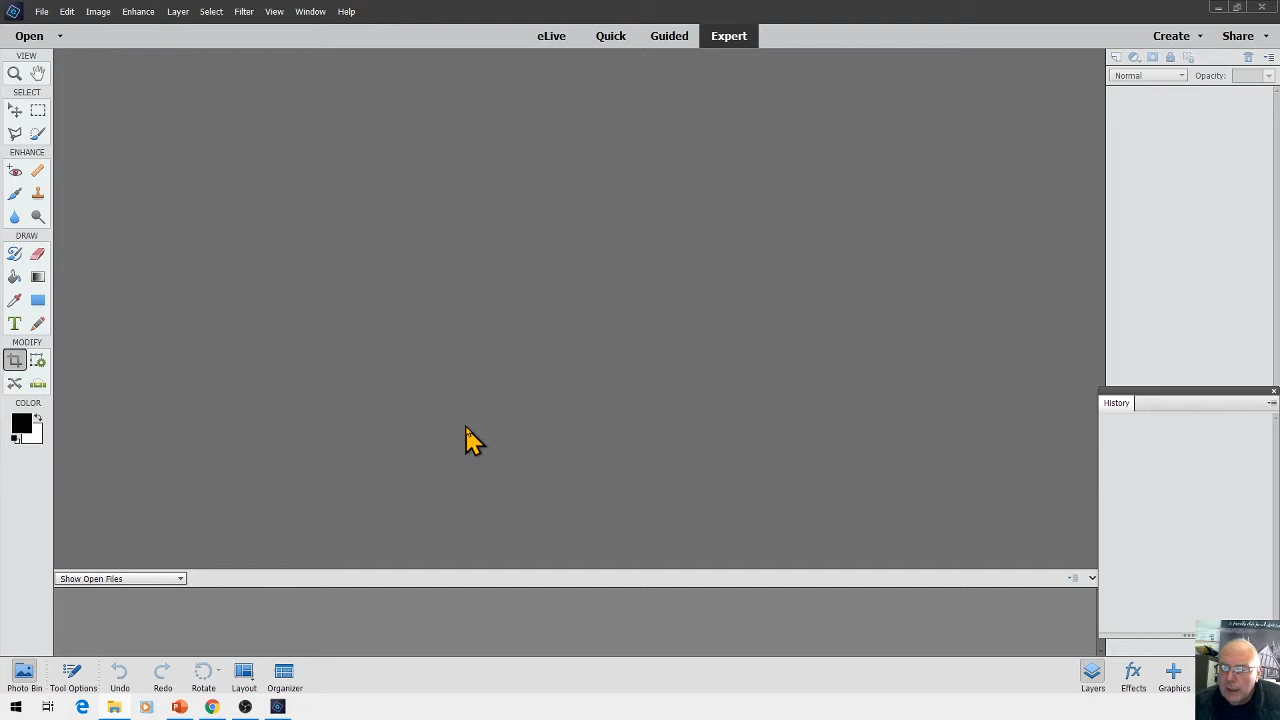 File Edit Image Enhance Layer Select Filter View Window Help
Open eLive Quick Guided Expert Create Share
VIEW
Normal Opacity:
SELECT
ENHANCE
DRAW
T
MODIFY
COLOR
History
Show Open Files
Photo Bin Tool Options Undo Redo Rotate Layout Organizer Layers Effects Graphics